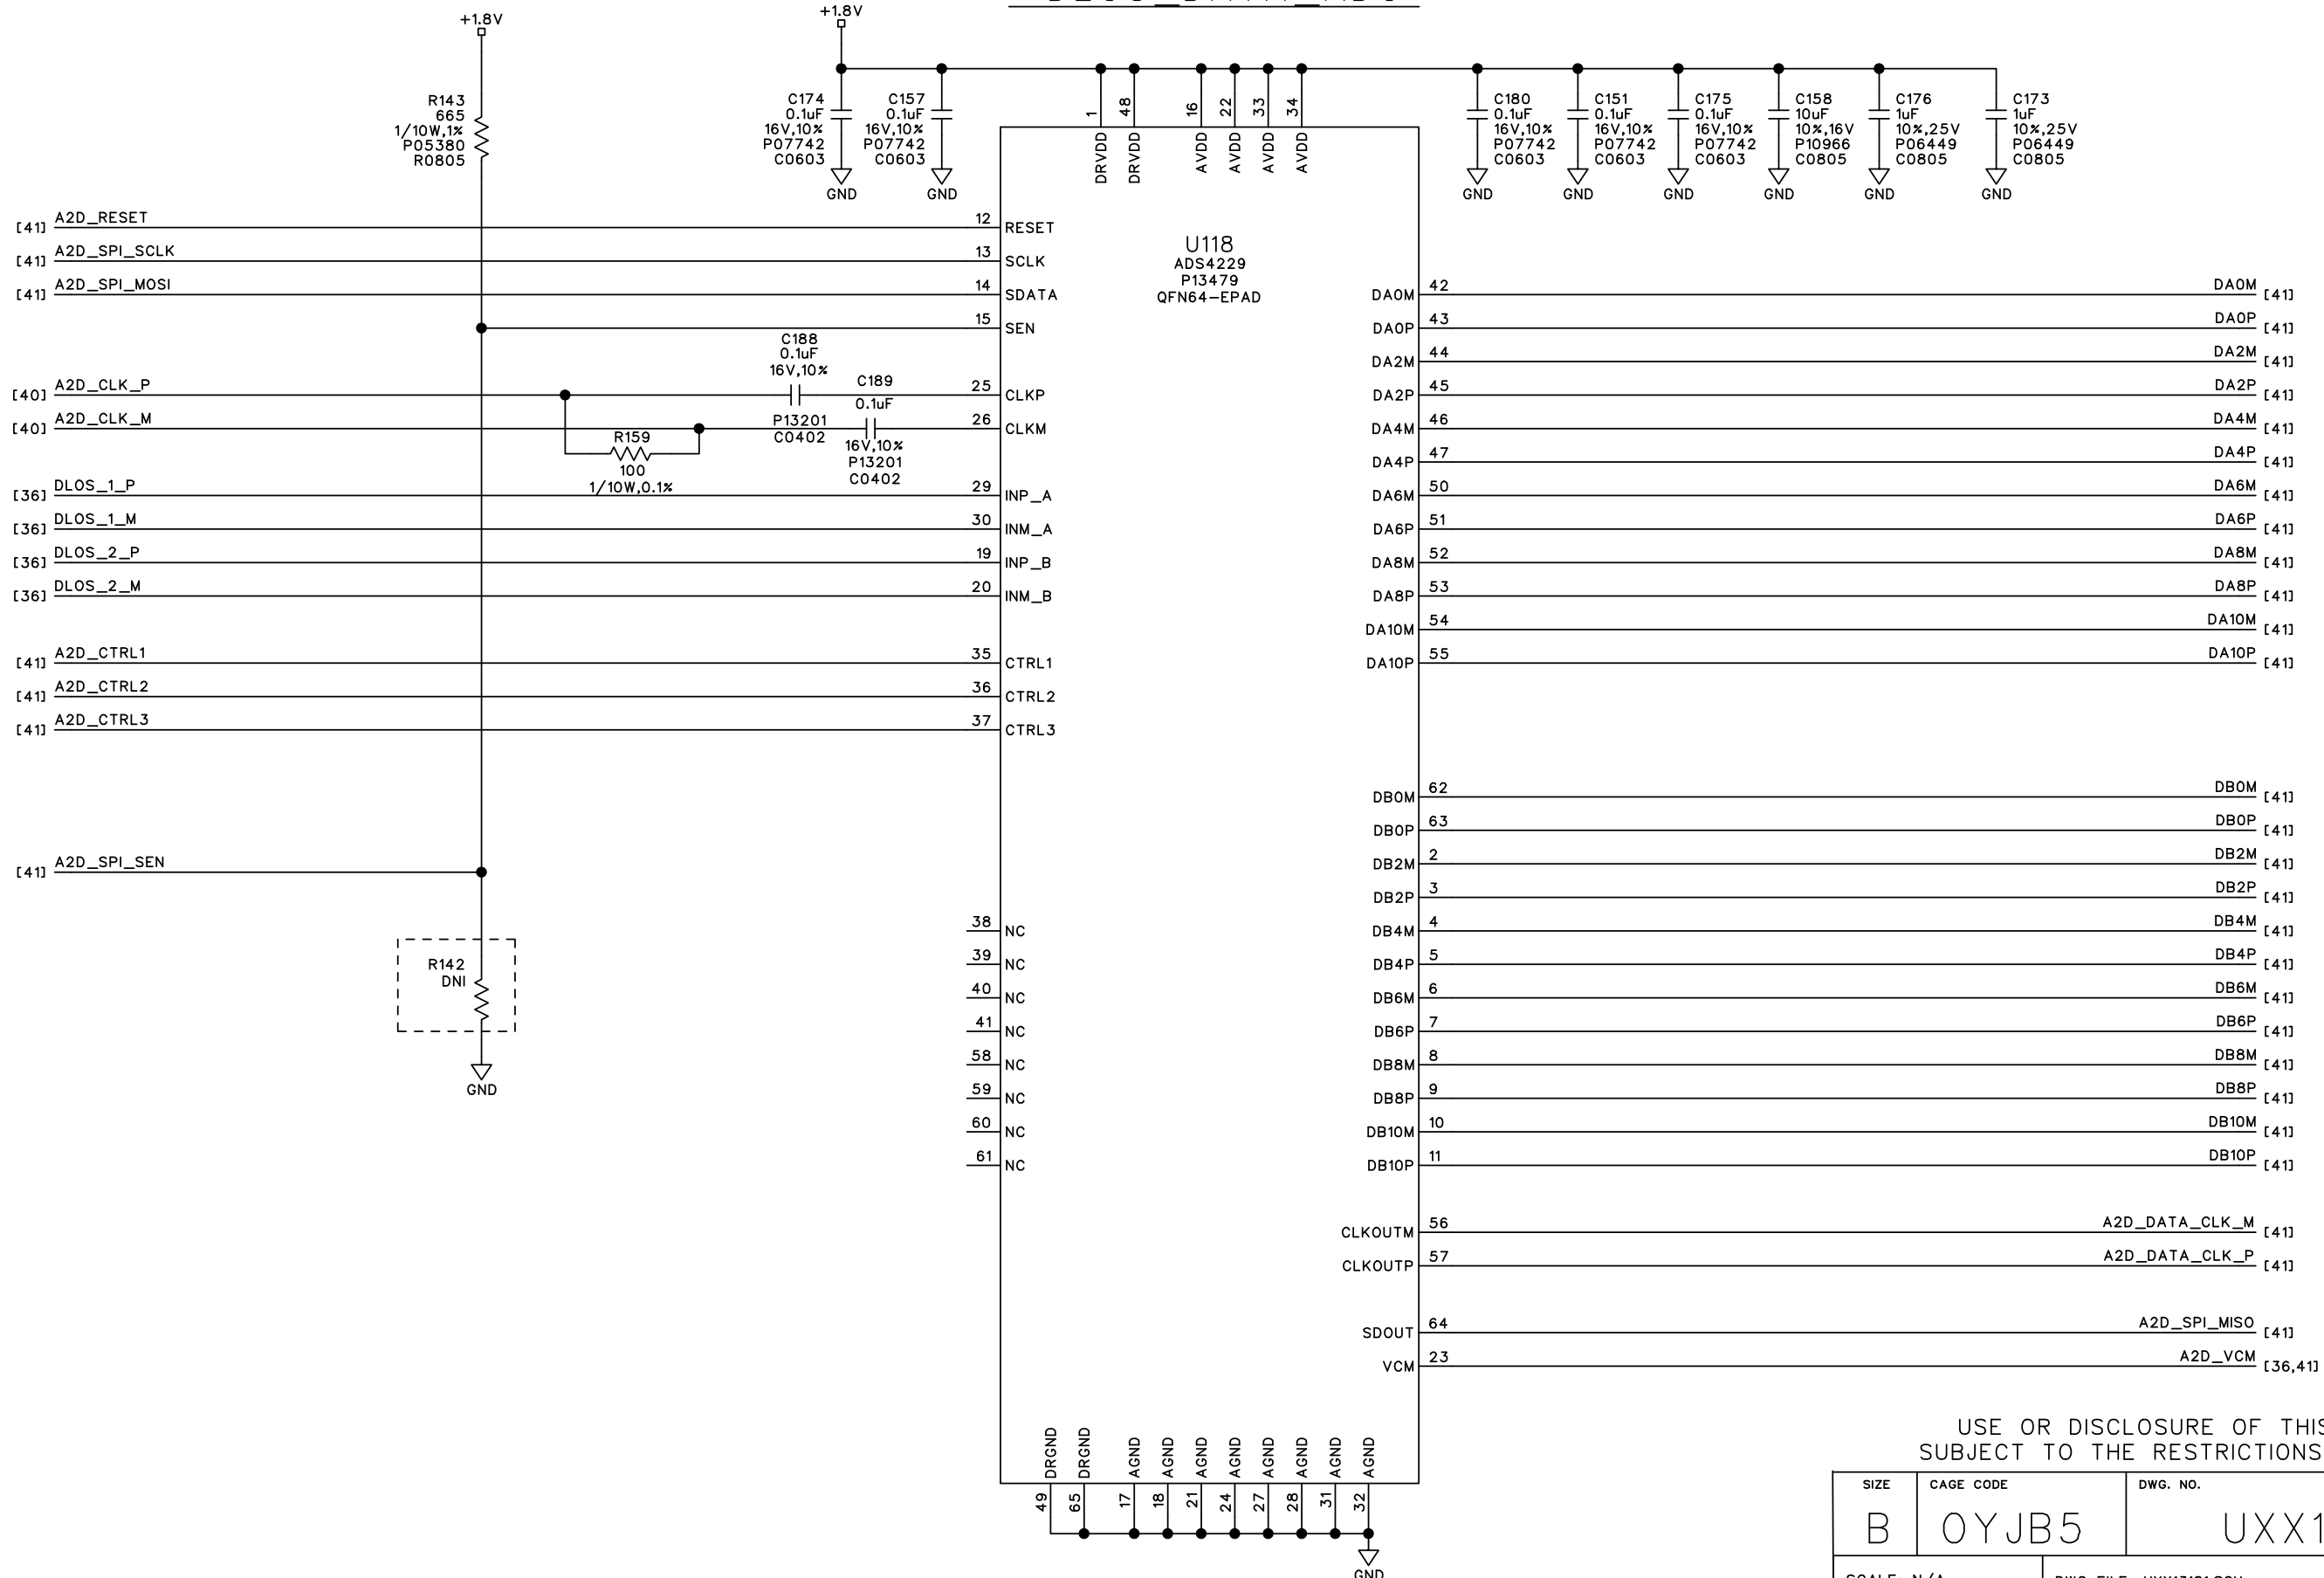 +1.8V
+1.8V
R143
665
1/10W,1%
P05380
R0805
C174
0.1uF
16V,10%
P07742
C0603
GND
C157
0.1uF
16V,10%
P07742
C0603
GND
1
48
16
22
33
34
DRVDD
DRVDD
AVDD
AVDD
AVDD
AVDD
C180
0.1uF
16V,10%
P07742
C0603
GND
C151
0.1uF
16V,10%
P07742
C0603
GND
C175
0.1uF
16V,10%
P07742
C0603
GND
C158
10uF
10%,16V
P10966
C0805
GND
C176
1uF
10%,25V
P06449
C0805
GND
C173
1uF
10%,25V
P06449
C0805
GND
U118
ADS4229
P13479
QFN64-EPAD
[41] A2D_RESET 12 RESET
[41] A2D_SPI_SCLK 13 SCLK
[41] A2D_SPI_MOSI 14 SDATA
15 SEN
C188
0.1uF
16V,10%
P13201
C0402
C189
0.1uF
16V,10%
P13201
C0402
[40] A2D_CLK_P 25 CLKP
[40] A2D_CLK_M 26 CLKM
R159
100
1/10W,0.1%
[36] DLOS_1_P 29 INP_A
[36] DLOS_1_M 30 INM_A
[36] DLOS_2_P 19 INP_B
[36] DLOS_2_M 20 INM_B
[41] A2D_CTRL1 35 CTRL1
[41] A2D_CTRL2 36 CTRL2
[41] A2D_CTRL3 37 CTRL3
[41] A2D_SPI_SEN
R142
DNI
GND
38 NC
39 NC
40 NC
41 NC
58 NC
59 NC
60 NC
61 NC
DA0M 42 DA0M [41]
DA0P 43 DA0P [41]
DA2M 44 DA2M [41]
DA2P 45 DA2P [41]
DA4M 46 DA4M [41]
DA4P 47 DA4P [41]
DA6M 50 DA6M [41]
DA6P 51 DA6P [41]
DA8M 52 DA8M [41]
DA8P 53 DA8P [41]
DA10M 54 DA10M [41]
DA10P 55 DA10P [41]
DB0M 62 DB0M [41]
DB0P 63 DB0P [41]
DB2M 2 DB2M [41]
DB2P 3 DB2P [41]
DB4M 4 DB4M [41]
DB4P 5 DB4P [41]
DB6M 6 DB6M [41]
DB6P 7 DB6P [41]
DB8M 8 DB8M [41]
DB8P 9 DB8P [41]
DB10M 10 DB10M [41]
DB10P 11 DB10P [41]
CLKOUTM 56 A2D_DATA_CLK_M [41]
CLKOUTP 57 A2D_DATA_CLK_P [41]
SDOUT 64 A2D_SPI_MISO [41]
VCM 23 A2D_VCM [36,41]
DRGND
DRGND
AGND
AGND
AGND
AGND
AGND
AGND
AGND
AGND
49
65
17
18
21
24
27
28
31
32
GND
USE OR DISCLOSURE OF THIS
SUBJECT TO THE RESTRICTIONS
SIZE
B
CAGE CODE
0YJB5
DWG. NO.
UXX1